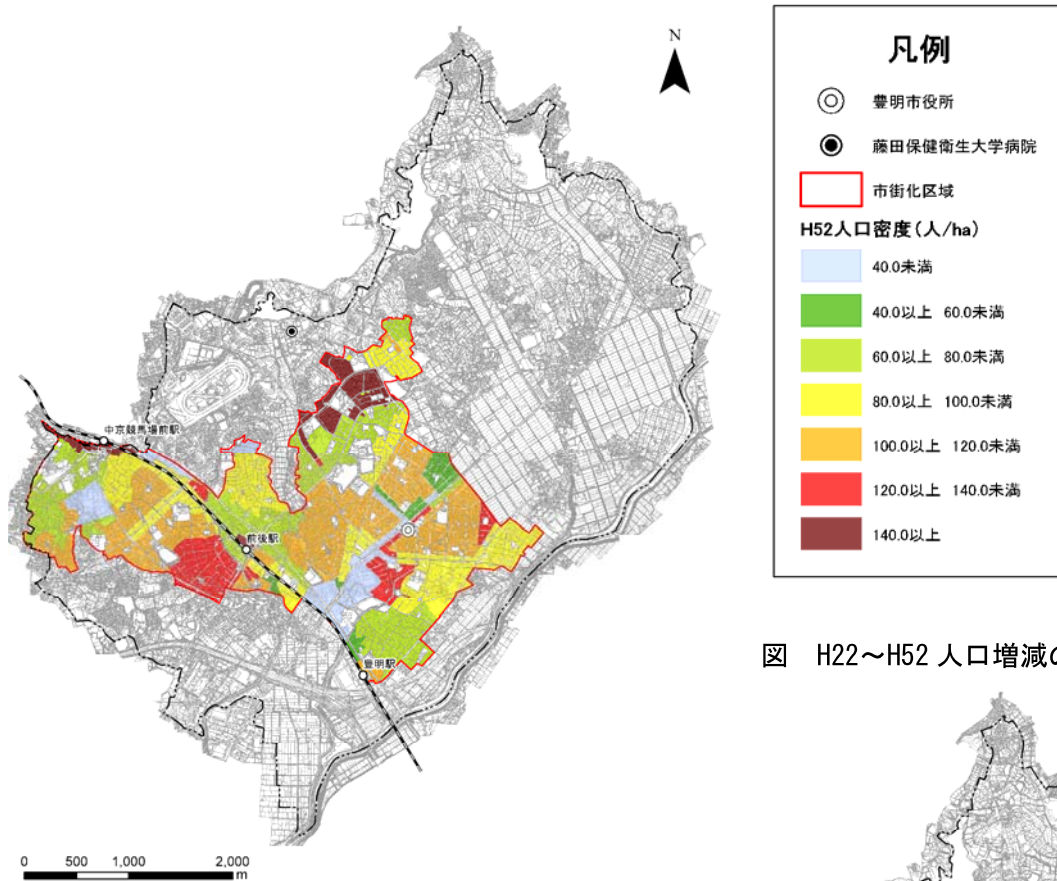 N
中京競馬場前駅
前後駅
豊明駅
0 500 1,000 2,000
m
凡例
豊明市役所
藤田保健衛生大学病院
市街化区域
H52人口密度(人/ha)
40.0未満
40.0以上 60.0未満
60.0以上 80.0未満
80.0以上 100.0未満
100.0以上 120.0未満
120.0以上 140.0未満
140.0以上
図 H22～H52 人口増減の